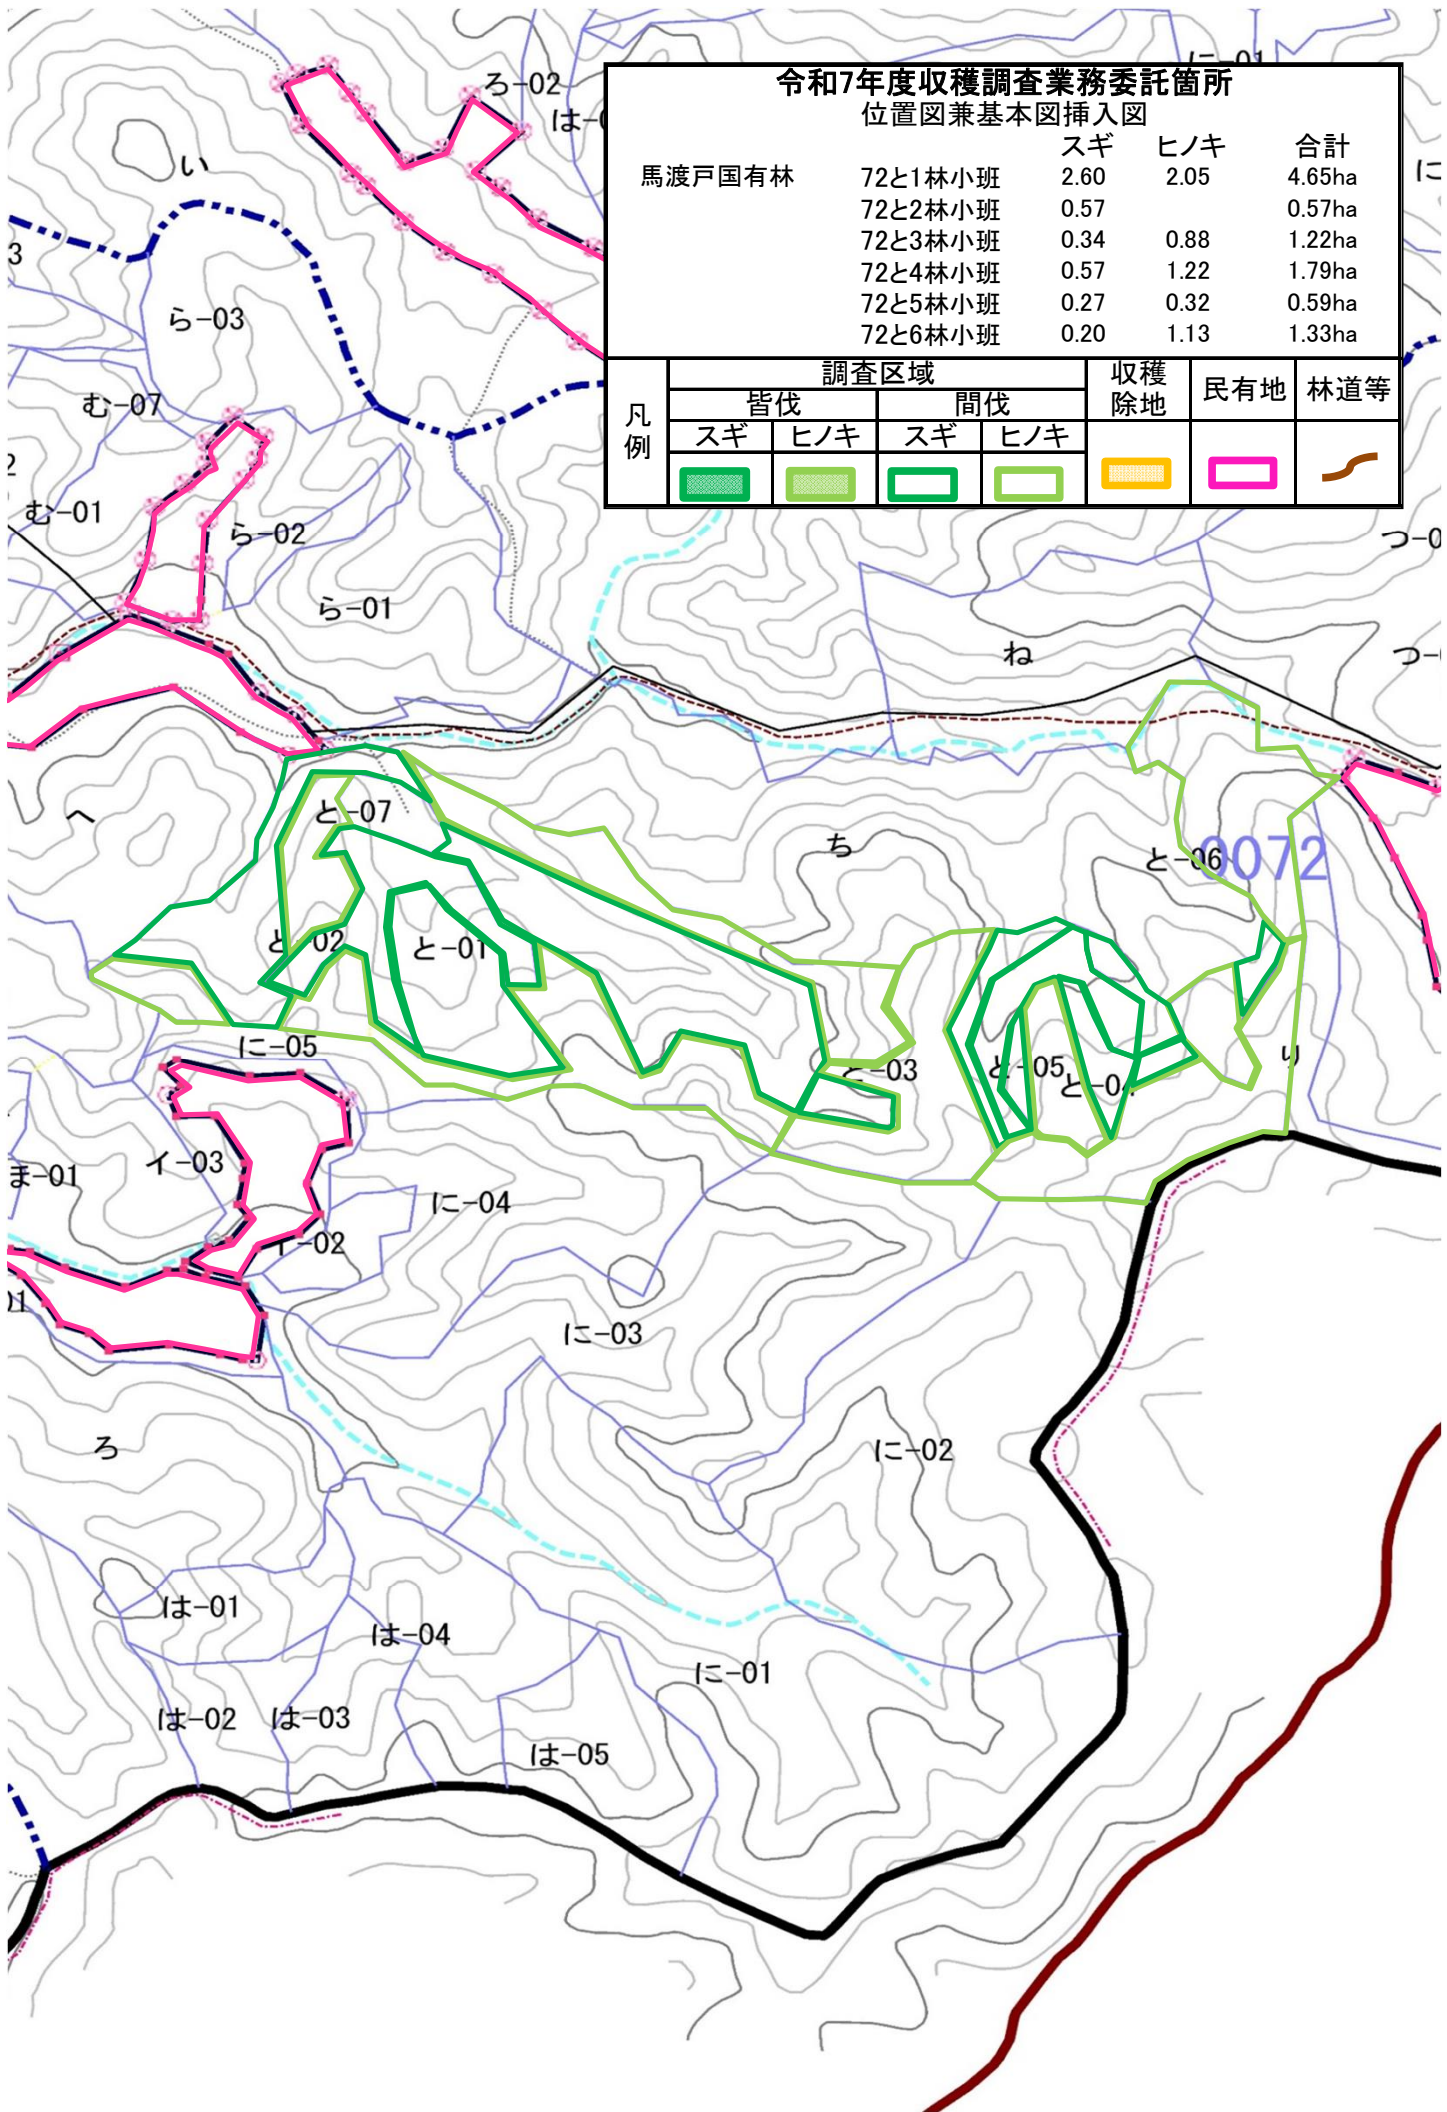 令和7年度収穫調査業務委託箇所
位置図兼基本図挿入図
スギ ヒノキ 合計
馬渡戸国有林 72と1林小班 2.60 2.05 4.65ha
72と2林小班 0.57 0.57ha
72と3林小班 0.34 0.88 1.22ha
72と4林小班 0.57 1.22 1.79ha
72と5林小班 0.27 0.32 0.59ha
72と6林小班 0.20 1.13 1.33ha
凡例
調査区域 収穫除地 民有地 林道等
皆伐 間伐
スギ ヒノキ スギ ヒノキ
ろ-02
い
ら-03
む-07
む-01
ら-02
ら-01
ね
へ
と-07
ち
と-06
0072
と-02
と-01
に-05
と-03
と-05
と-04
り
イ-03
ま-01
に-04
イ-02
に-03
ろ
に-02
は-01
は-04
に-01
は-02
は-03
は-05